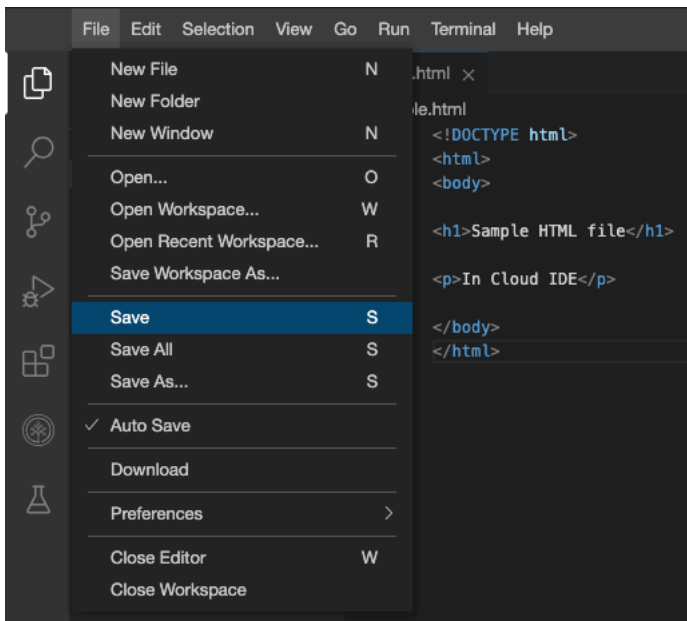 File Edit Selection View Go Run Terminal Help
New File N
New Folder
New Window N
Open... O
Open Workspace... W
Open Recent Workspace... R
Save Workspace As...
Save S
Save All S
Save As... S
Auto Save
Download
Preferences
Close Editor W
Close Workspace
.html
le.html
<!DOCTYPE html>
<html>
<body>
<h1>Sample HTML file</h1>
<p>In Cloud IDE</p>
</body>
</html>